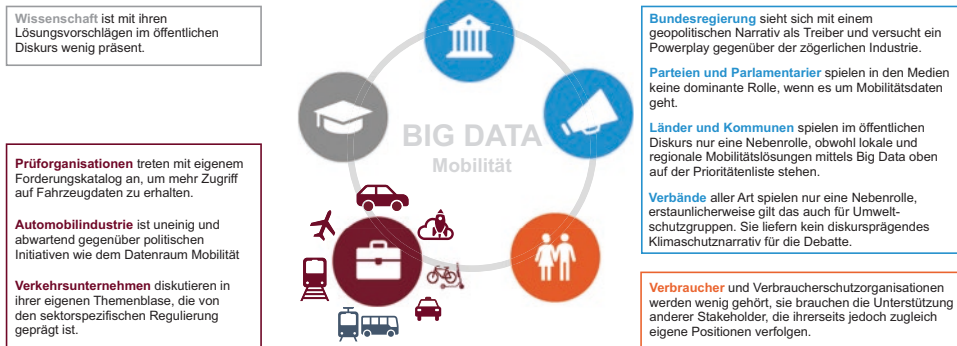 Wissenschaft ist mit ihren
Lösungsvorschlägen im öffentlichen
Diskurs wenig präsent.
Prüforganisationen treten mit eigenem
Forderungskatalog an, um mehr Zugriff
auf Fahrzeugdaten zu erhalten.
Automobilindustrie ist uneinig und
abwartend gegenüber politischen
Initiativen wie dem Datenraum Mobilität
Verkehrsunternehmen diskutieren in
ihrer eigenen Themenblase, die von
den sektorspezifischen Regulierung
geprägt ist.
BIG DATA
Mobilität
Bundesregierung sieht sich mit einem
geopolitischen Narrativ als Treiber und versucht ein
Powerplay gegenüber der zögerlichen Industrie.
Parteien und Parlamentarier spielen in den Medien
keine dominante Rolle, wenn es um Mobilitätsdaten
geht.
Länder und Kommunen spielen im öffentlichen
Diskurs nur eine Nebenrolle, obwohl lokale und
regionale Mobilitätslösungen mittels Big Data oben
auf der Prioritätenliste stehen.
Verbände aller Art spielen nur eine Nebenrolle,
erstaunlicherweise gilt das auch für Umwelt-
schutzgruppen. Sie liefern kein diskursprägendes
Klimaschutznarrativ für die Debatte.
Verbraucher und Verbraucherschutzorganisationen
werden wenig gehört, sie brauchen die Unterstützung
anderer Stakeholder, die ihrerseits jedoch zugleich
eigene Positionen verfolgen.